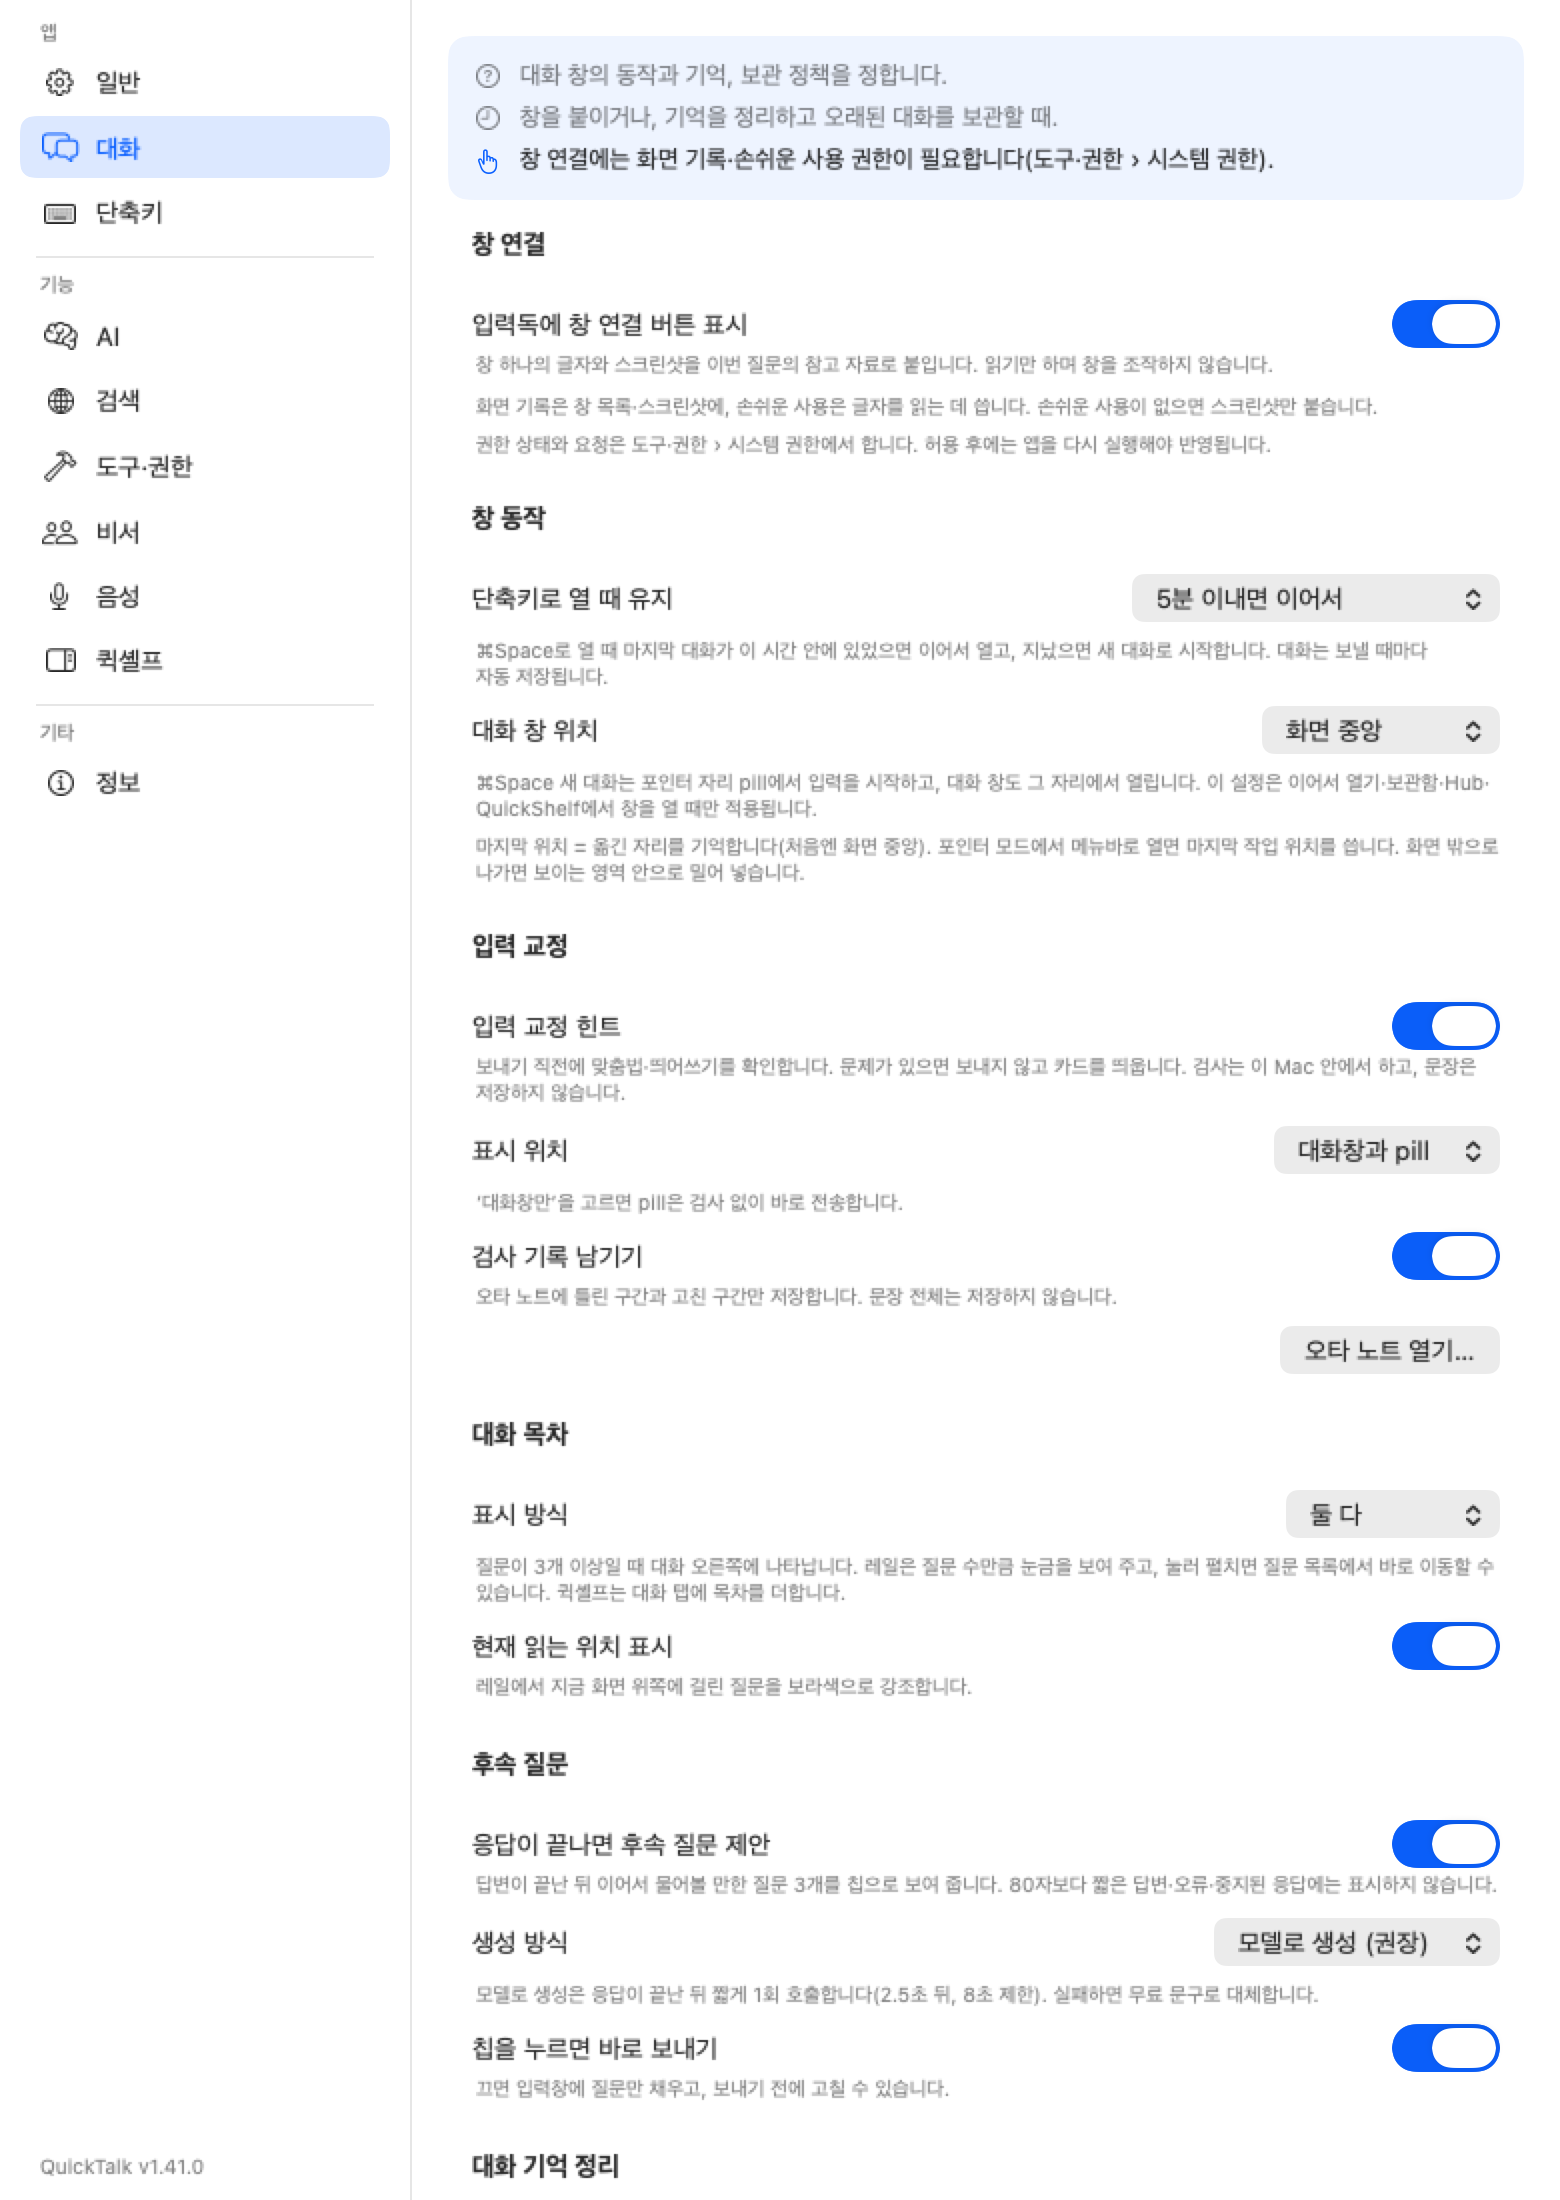 앱
일반
대화
단축키
기능
AI
검색
도구·권한
비서
음성
퀵셸프
기타
정보
QuickTalk v1.41.0
대화 창의 동작과 기억, 보관 정책을 정합니다.
창을 붙이거나, 기억을 정리하고 오래된 대화를 보관할 때.
창 연결에는 화면 기록·손쉬운 사용 권한이 필요합니다(도구·권한 › 시스템 권한).
창 연결
입력독에 창 연결 버튼 표시
창 하나의 글자와 스크린샷을 이번 질문의 참고 자료로 붙입니다. 읽기만 하며 창을 조작하지 않습니다.
화면 기록은 창 목록·스크린샷에, 손쉬운 사용은 글자를 읽는 데 씁니다. 손쉬운 사용이 없으면 스크린샷만 붙습니다.
권한 상태와 요청은 도구·권한 › 시스템 권한에서 합니다. 허용 후에는 앱을 다시 실행해야 반영됩니다.
창 동작
단축키로 열 때 유지
5분 이내면 이어서
⌘Space로 열 때 마지막 대화가 이 시간 안에 있었으면 이어서 열고, 지났으면 새 대화로 시작합니다. 대화는 보낼 때마다
자동 저장됩니다.
대화 창 위치
화면 중앙
⌘Space 새 대화는 포인터 자리 pill에서 입력을 시작하고, 대화 창도 그 자리에서 열립니다. 이 설정은 이어서 열기·보관함·Hub·
QuickShelf에서 창을 열 때만 적용됩니다.
마지막 위치 = 옮긴 자리를 기억합니다(처음엔 화면 중앙). 포인터 모드에서 메뉴바로 열면 마지막 작업 위치를 씁니다. 화면 밖으로
나가면 보이는 영역 안으로 밀어 넣습니다.
입력 교정
입력 교정 힌트
보내기 직전에 맞춤법·띄어쓰기를 확인합니다. 문제가 있으면 보내지 않고 카드를 띄웁니다. 검사는 이 Mac 안에서 하고, 문장은
저장하지 않습니다.
표시 위치
대화창과 pill
‘대화창만’을 고르면 pill은 검사 없이 바로 전송합니다.
검사 기록 남기기
오타 노트에 틀린 구간과 고친 구간만 저장합니다. 문장 전체는 저장하지 않습니다.
오타 노트 열기...
대화 목차
표시 방식
둘 다
질문이 3개 이상일 때 대화 오른쪽에 나타납니다. 레일은 질문 수만큼 눈금을 보여 주고, 눌러 펼치면 질문 목록에서 바로 이동할 수
있습니다. 퀵셸프는 대화 탭에 목차를 더합니다.
현재 읽는 위치 표시
레일에서 지금 화면 위쪽에 걸린 질문을 보라색으로 강조합니다.
후속 질문
응답이 끝나면 후속 질문 제안
답변이 끝난 뒤 이어서 물어볼 만한 질문 3개를 칩으로 보여 줍니다. 80자보다 짧은 답변·오류·중지된 응답에는 표시하지 않습니다.
생성 방식
모델로 생성 (권장)
모델로 생성은 응답이 끝난 뒤 짧게 1회 호출합니다(2.5초 뒤, 8초 제한). 실패하면 무료 문구로 대체합니다.
칩을 누르면 바로 보내기
끄면 입력창에 질문만 채우고, 보내기 전에 고칠 수 있습니다.
대화 기억 정리